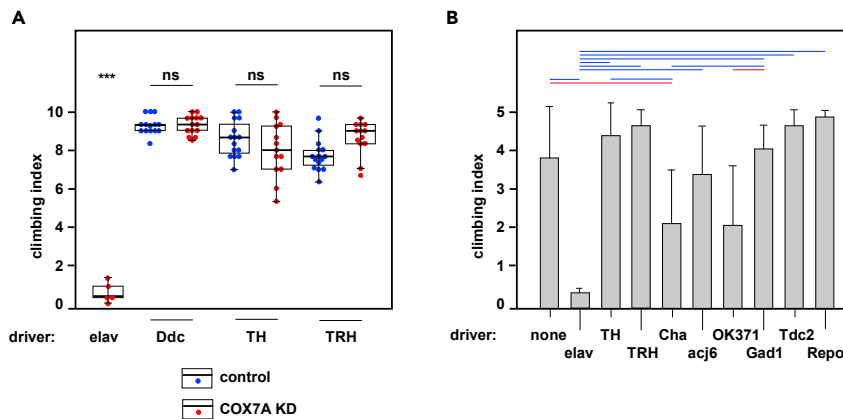 A
B
*** ns ns ns
climbing index
10
8
6
4
2
0
driver: elav Ddc TH TRH
control
COX7A KD
climbing index
5
4
3
2
1
0
driver: none TH Cha OK371 Tdc2
elav TRH acj6 Gad1 Repo